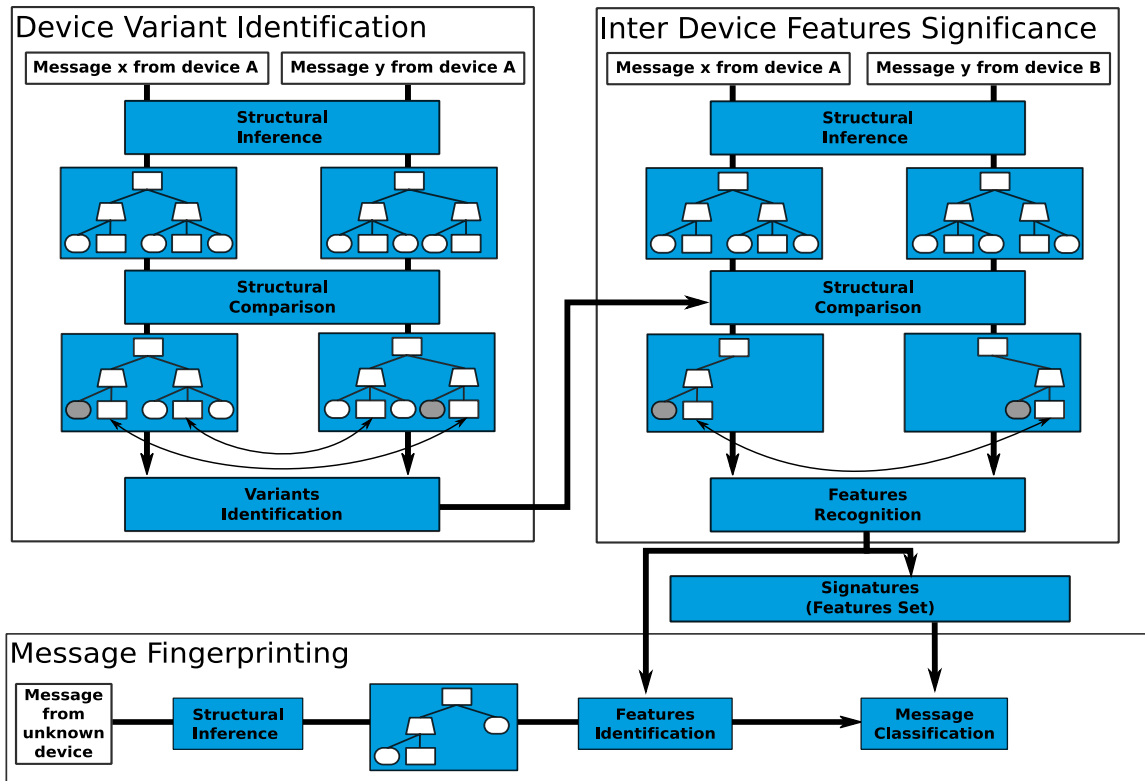 Device Variant Identification
Message x from device A
Message y from device A
Structural
Inference
Structural
Comparison
Variants
Identification
Inter Device Features Significance
Message x from device A
Message y from device B
Structural
Inference
Structural
Comparison
Features
Recognition
Signatures
(Features Set)
Message Fingerprinting
Message
from
unknown
device
Structural
Inference
Features
Identification
Message
Classification